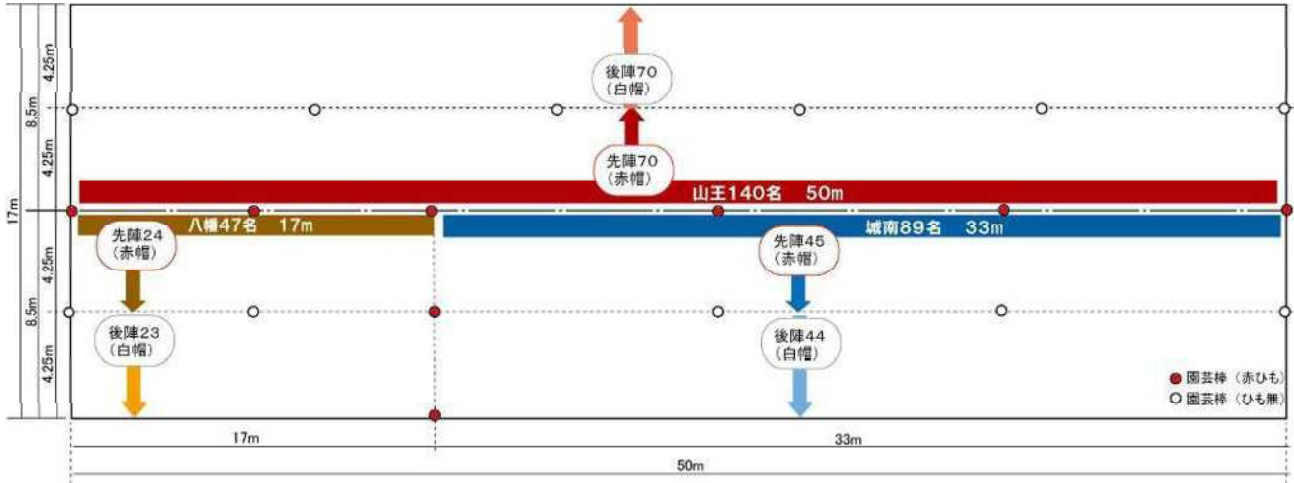 後陣70
(白帽)
先陣70
(赤帽)
山王140名 50m
八幡47名 17m
城南89名 33m
先陣24
(赤帽)
先陣45
(赤帽)
後陣23
(白帽)
後陣44
(白帽)
17m
8.5m
8.5m
4.25m
4.25m
4.25m
4.25m
園芸棒(赤ひも)
園芸棒(ひも無)
17m
33m
50m